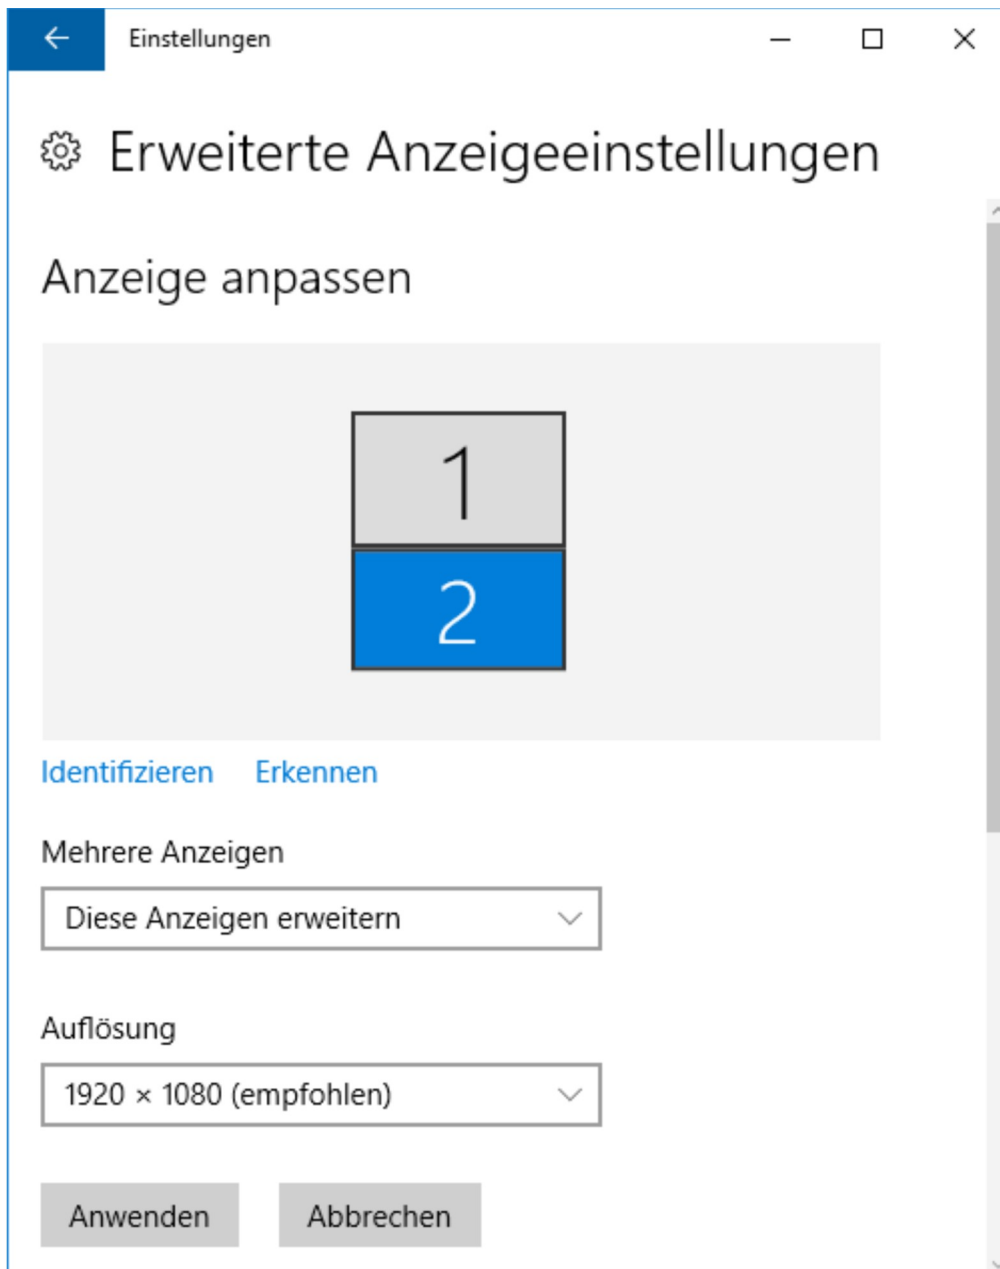 Einstellungen
Erweiterte Anzeigeeinstellungen
Anzeige anpassen
1
2
Identifizieren Erkennen
Mehrere Anzeigen
Diese Anzeigen erweitern
Auflösung
1920 × 1080 (empfohlen)
Anwenden Abbrechen